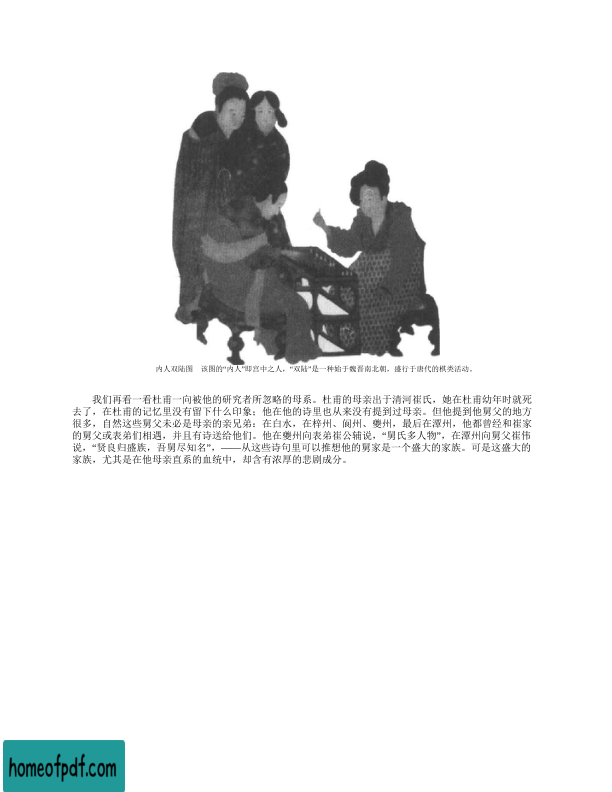 内人双陆图　该图的“内人”即宫中之人，“双陆”是一种始于魏晋南北朝，盛行于唐代的棋类活动。
我们再看一看杜甫一向被他的研究者所忽略的母系。杜甫的母亲出于清河崔氏，她在杜甫幼年时就死
去了，在杜甫的记忆里没有留下什么印象；他在他的诗里也从来没有提到过母亲。但他提到他舅父的地方
很多，自然这些舅父未必是母亲的亲兄弟：在白水，在梓州、阆州、夔州，最后在潭州，他都曾经和崔家
的舅父或表弟们相遇，并且有诗送给他们。他在夔州向表弟崔公辅说，“舅氏多人物”，在潭州向舅父崔伟
说，“贤良归盛族，吾舅尽知名”，——从这些诗句里可以推想他的舅家是一个盛大的家族。可是这盛大的
家族，尤其是在他母亲直系的血统中，却含有浓厚的悲剧成分。
homeofpdf.com